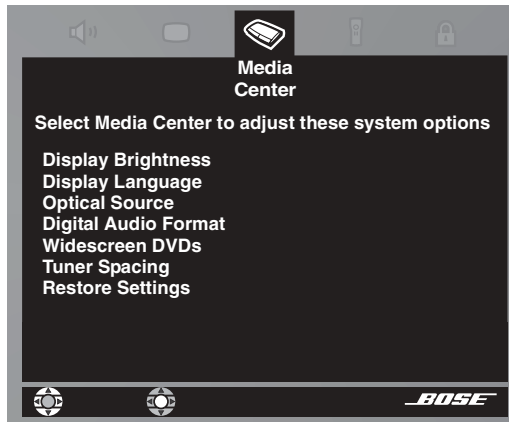 Media
Center
Select Media Center to adjust these system options
Display Brightness
Display Language
Optical Source
Digital Audio Format
Widescreen DVDs
Tuner Spacing
Restore Settings
BOSE